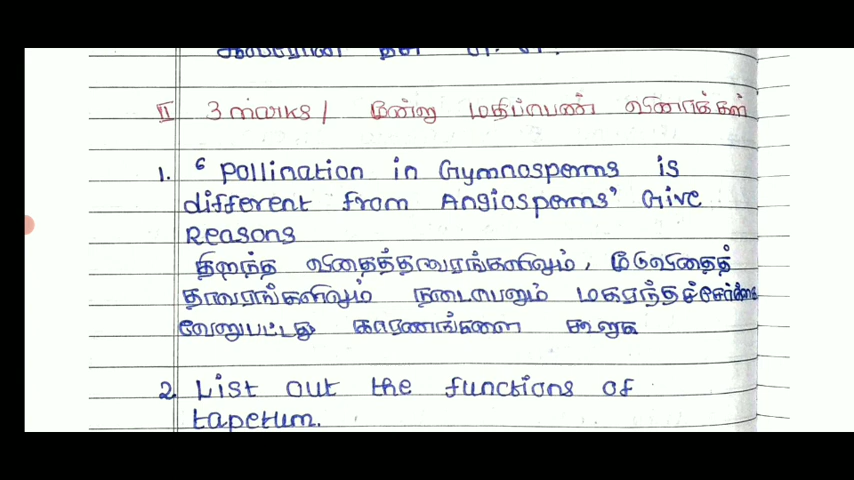 II 3 marks / மூன்று மதிப்பெண் வினாக்கள்
1. “Pollination in Gymnosperms is
different from Angiosperms” Give
Reasons
திறந்த விதைத்தாவரங்களிலும், மூடுவிதைத்
தாவரங்களிலும் நடைபெறும் மகரந்தச்சேர்க்கை
வேறுபட்டது காரணங்களை கூறுக
2. List out the functions of
tapetum.